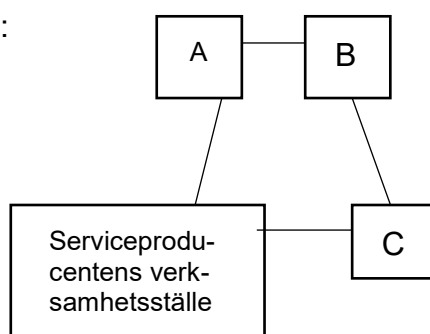 :
A
B
Serviceprodu-
centens verk-
samhetsställe
C